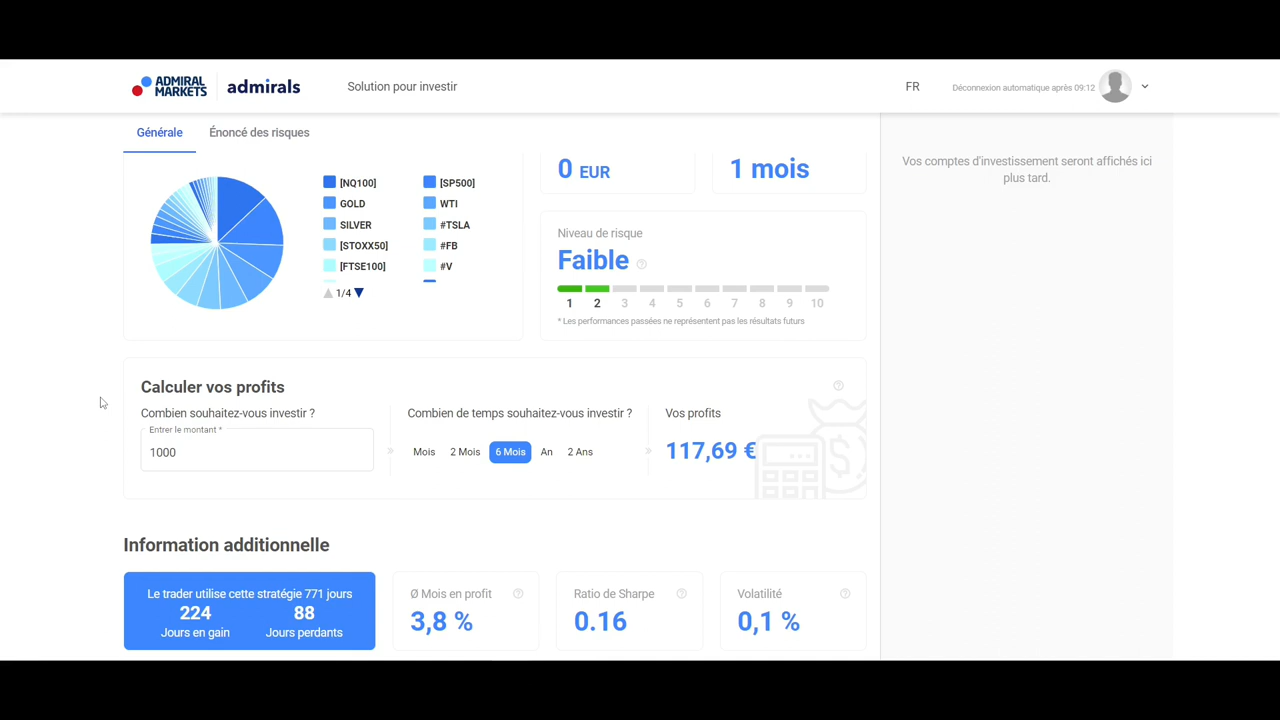 ADMIRAL
MARKETS
admirals
Solution pour investir
FR
Déconnexion automatique après 09:12
Générale
Énoncé des risques
[NQ100]
[SP500]
GOLD
WTI
SILVER
#TSLA
[STOXX50]
#FB
[FTSE100]
#V
1/4
0 EUR
1 mois
Niveau de risque
Faible
1 2 3 4 5 6 7 8 9 10
* Les performances passées ne représentent pas les résultats futurs
Vos comptes d'investissement seront affichés ici
plus tard.
Calculer vos profits
Combien souhaitez-vous investir ?
Entrer le montant *
1000
Combien de temps souhaitez-vous investir ?
Mois 2 Mois 6 Mois An 2 Ans
Vos profits
117,69 €
Information additionnelle
Le trader utilise cette stratégie 771 jours
224 88
Jours en gain Jours perdants
Ø Mois en profit
3,8 %
Ratio de Sharpe
0.16
Volatilité
0,1 %